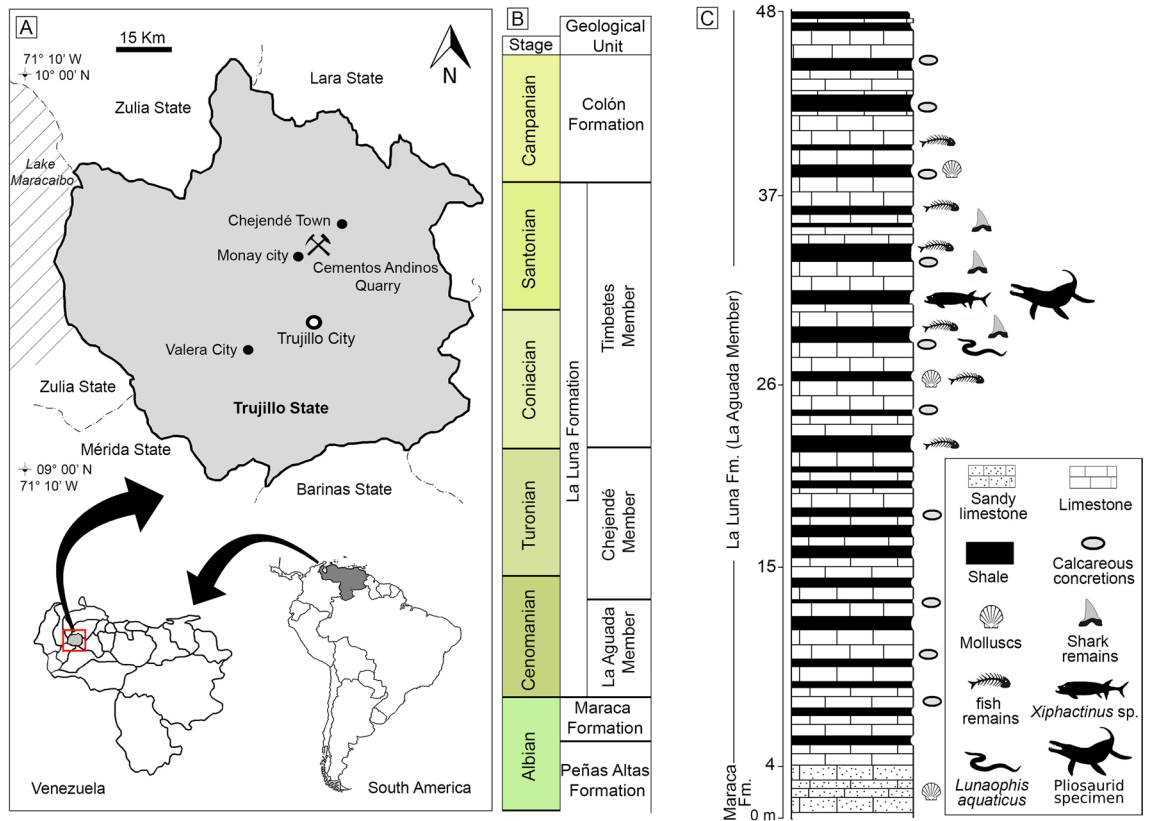 A
15 Km
71° 10' W
10° 00' N
N
Lara State
Zulia State
Lake
Maracaibo
Chejendé Town
Monay city
Cementos Andinos
Quarry
Trujillo City
Valera City
Zulia State
Trujillo State
Mérida State
09° 00' N
71° 10' W
Barinas State
Venezuela
South America
B
Geological
Unit
Stage
Campanian
Colón
Formation
Santonian
Timbetes
Member
Coniacian
La Luna Formation
Turonian
Chejendé
Member
Cenomanian
La Aguada
Member
Albian
Maraca
Formation
Peñas Altas
Formation
C
48
37
26
15
4
0 m
La Luna Fm. (La Aguada Member)
Maraca
Fm.
Sandy
limestone
Limestone
Shale
Calcareous
concretions
Molluscs
Shark
remains
fish
remains
Xiphactinus sp.
Lunaophis
aquaticus
Pliosaurid
specimen